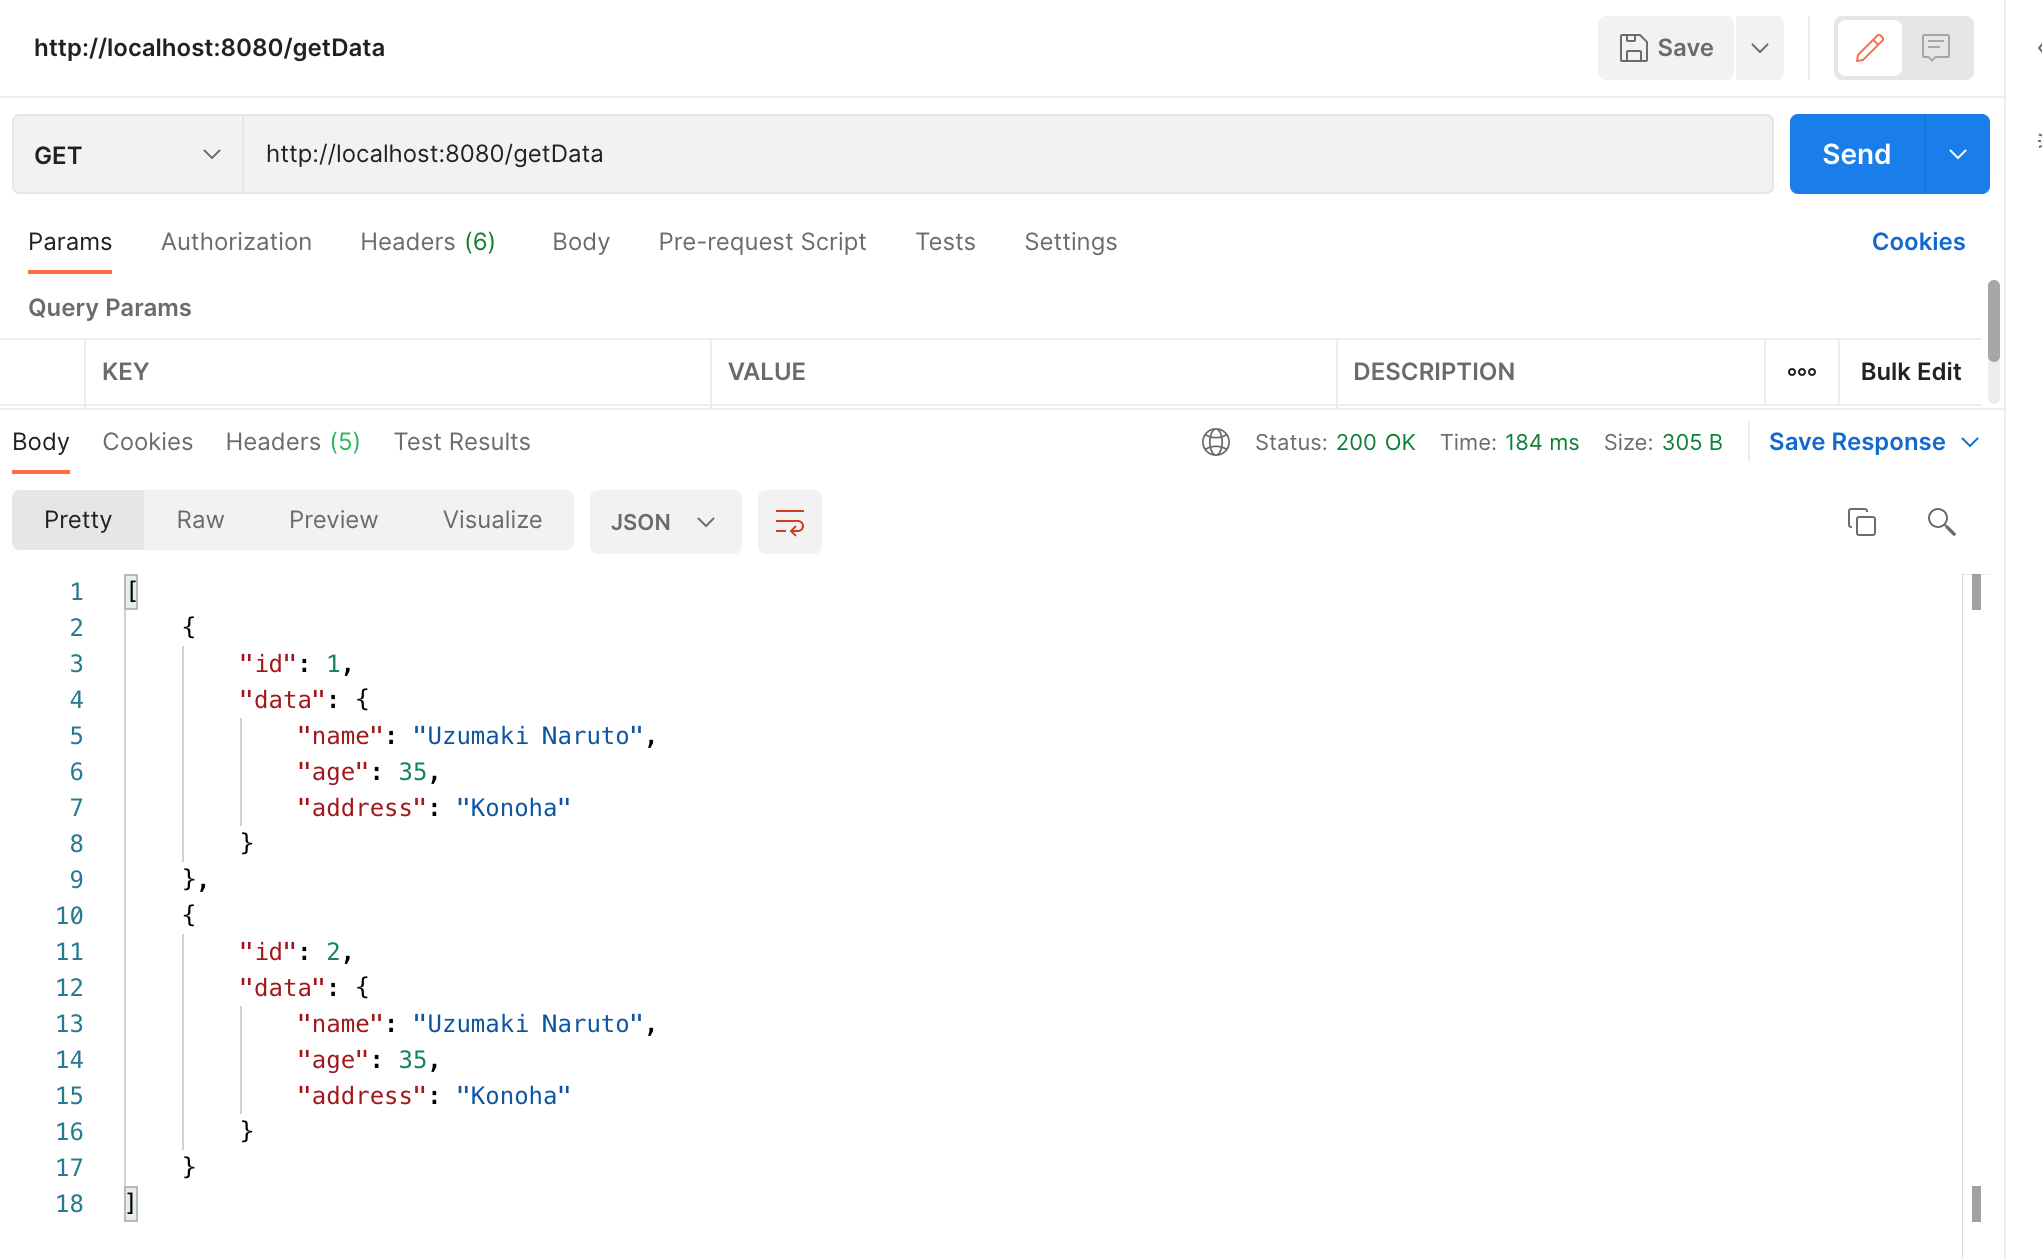 http://localhost:8080/getData
Save
GET http://localhost:8080/getData Send
Params Authorization Headers (6) Body Pre-request Script Tests Settings Cookies
Query Params
KEY VALUE DESCRIPTION ooo Bulk Edit
Body Cookies Headers (5) Test Results Status: 200 OK Time: 184 ms Size: 305 B Save Response
Pretty Raw Preview Visualize JSON
1 [
2 {
3 "id": 1,
4 "data": {
5 "name": "Uzumaki Naruto",
6 "age": 35,
7 "address": "Konoha"
8 }
9 },
10 {
11 "id": 2,
12 "data": {
13 "name": "Uzumaki Naruto",
14 "age": 35,
15 "address": "Konoha"
16 }
17 }
18 ]